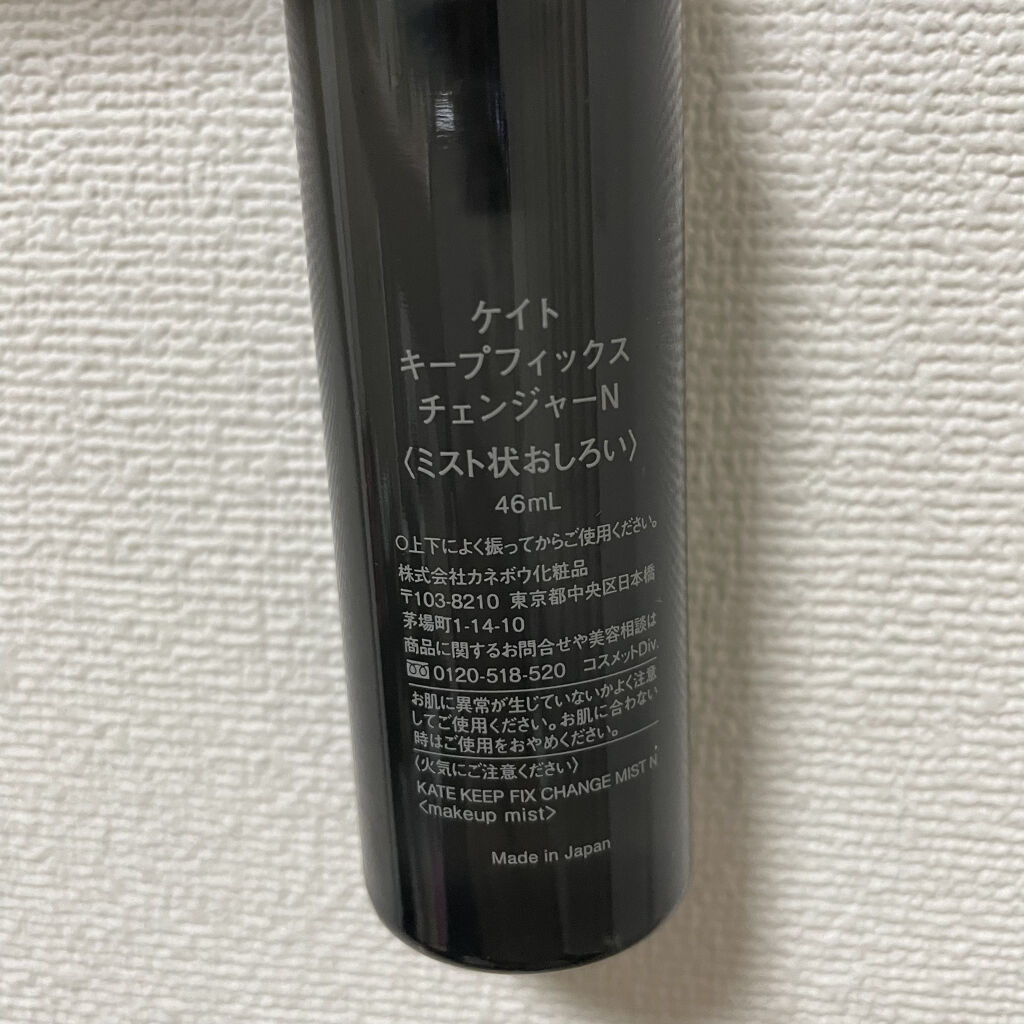 ケイト
キープフィックス
チェンジャーN
〈ミスト状おしろい〉
46mL
○上下によく振ってからご使用ください。
株式会社カネボウ化粧品
〒103-8210 東京都中央区日本橋
茅場町1-14-10
商品に関するお問合せや美容相談は
0120-518-520 コスメットDiv.
お肌に異常が生じていないかよく注意
してご使用ください。お肌に合わない
時はご使用をおやめください。
〈火気にご注意ください〉
KATE KEEP FIX CHANGE MIST N
<makeup mist>
Made in Japan